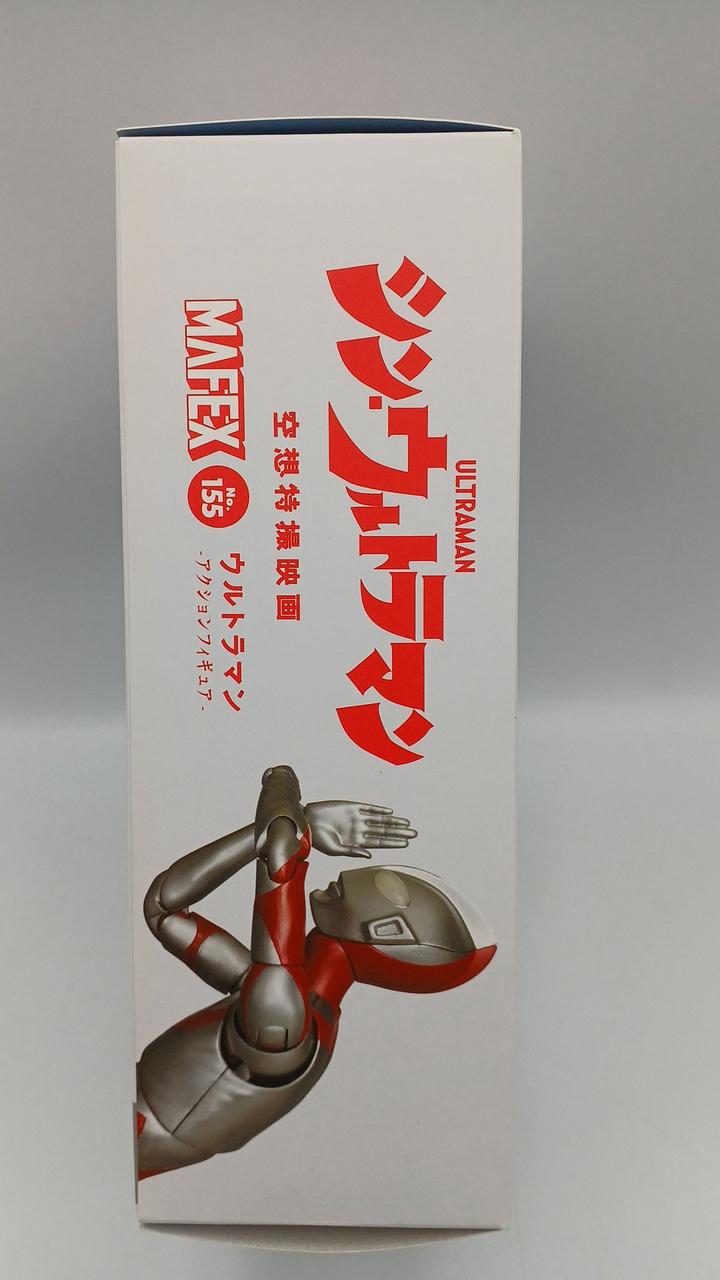 ULTRAMAN
シン・ウルトラマン
空想特撮映画
MAFEX No. 155
ウルトラマン
-アクションフィギュア-